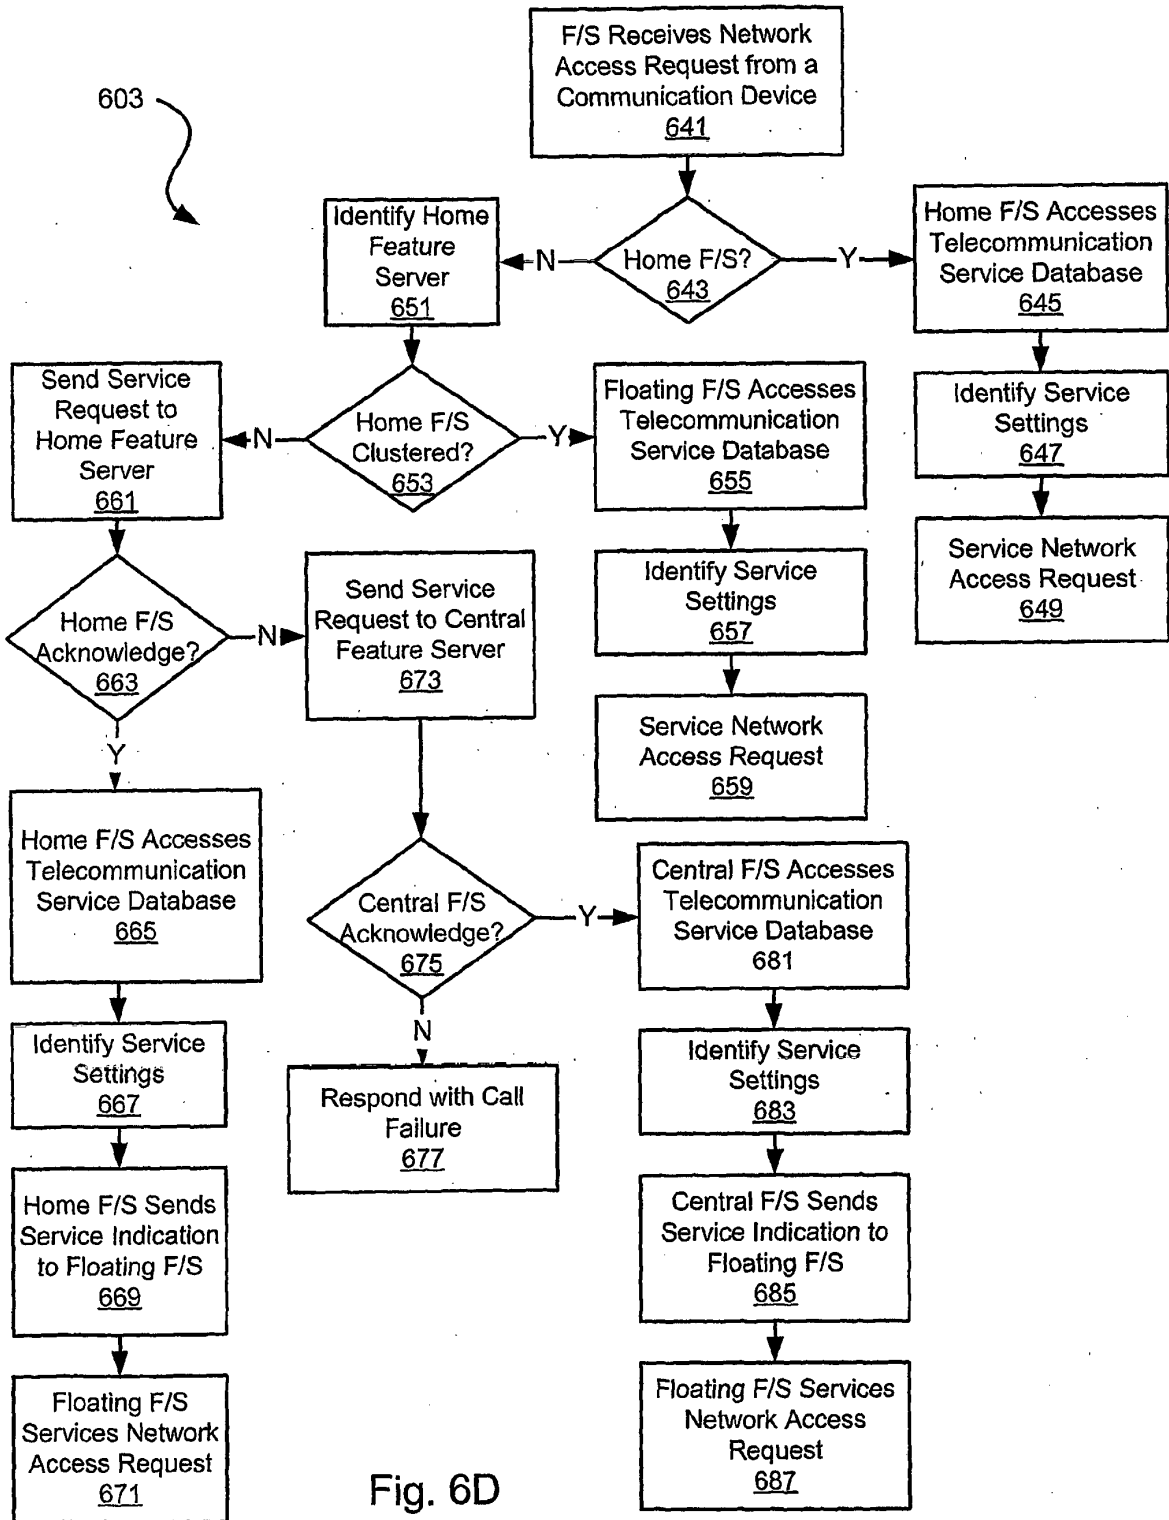 F/S Receives Network
Access Request from a
Communication Device
641
603
Identify Home
Feature
Server
651
N
Home F/S?
643
Y
Home F/S Accesses
Telecommunication
Service Database
645
Send Service
Request to
Home Feature
Server
661
N
Home F/S
Clustered?
653
Y
Floating F/S Accesses
Telecommunication
Service Database
655
Identify Service
Settings
647
Service Network
Access Request
649
Home F/S
Acknowledge?
663
N
Send Service
Request to Central
Feature Server
673
Identify Service
Settings
657
Service Network
Access Request
659
Y
Home F/S Accesses
Telecommunication
Service Database
665
Central F/S
Acknowledge?
675
Y
Central F/S Accesses
Telecommunication
Service Database
681
N
Identify Service
Settings
667
Respond with Call
Failure
677
Identify Service
Settings
683
Home F/S Sends
Service Indication
to Floating F/S
669
Central F/S Sends
Service Indication to
Floating F/S
685
Floating F/S
Services Network
Access Request
671
Floating F/S Services
Network Access
Request
687
Fig. 6D